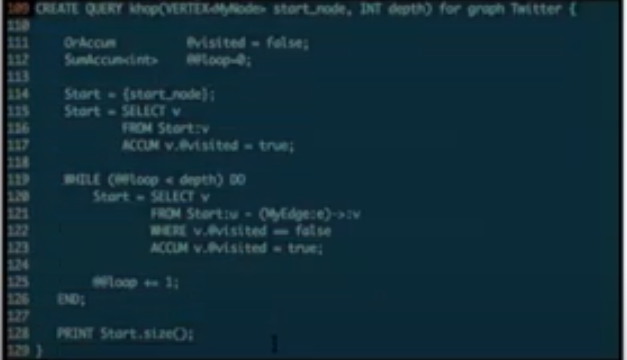 109 CREATE QUERY khop(VERTEX<MyNode> start_node, INT depth) for graph Twitter {
110
111 OrAccum @visited = false;
112 SumAccum<int> @@loop=0;
113
114 Start = {start_node};
115 Start = SELECT v
116 FROM Start:v
117 ACCUM v.@visited = true;
118
119 WHILE (@@loop < depth) DO
120 Start = SELECT v
121 FROM Start:u - (MyEdge:e)->:v
122 WHERE v.@visited == false
123 ACCUM v.@visited = true;
124
125 @@loop += 1;
126 END;
127
128 PRINT Start.size();
129 }